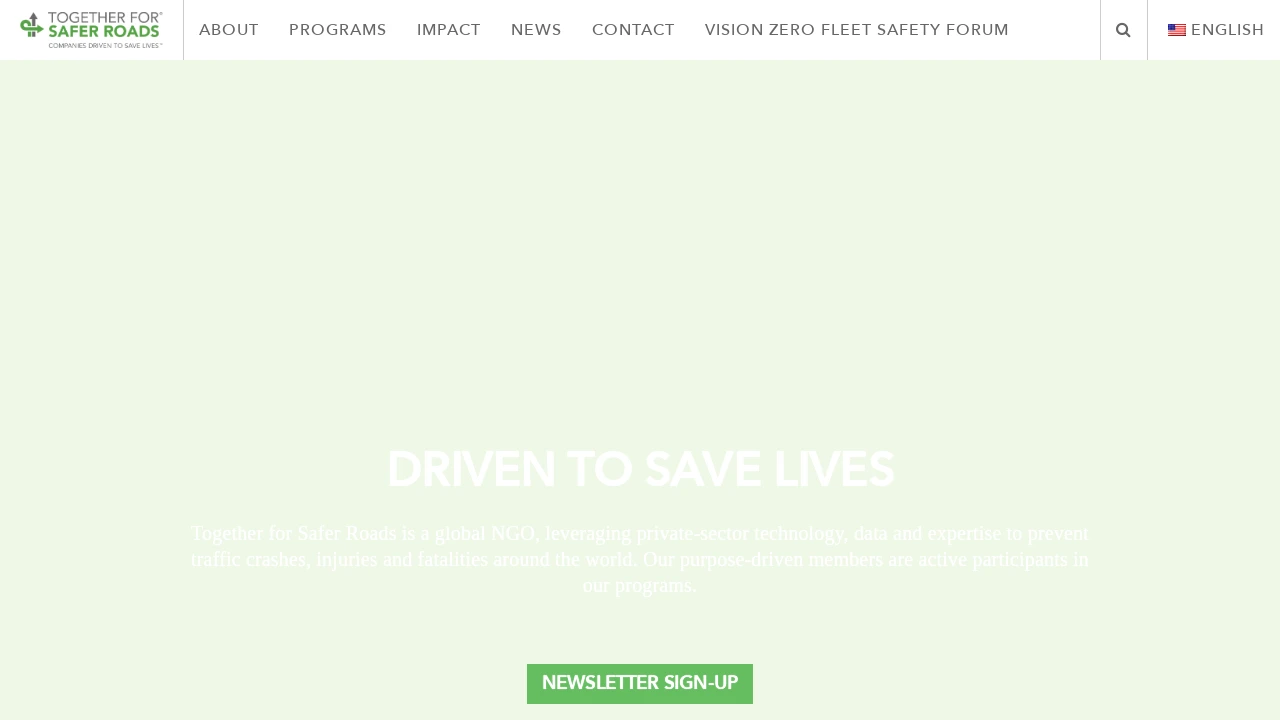 TOGETHER FOR®
SAFER ROADS
COMPANIES DRIVEN TO SAVE LIVES™
ABOUT
PROGRAMS
IMPACT
NEWS
CONTACT
VISION ZERO FLEET SAFETY FORUM
ENGLISH
DRIVEN TO SAVE LIVES
Together for Safer Roads is a global NGO, leveraging private-sector technology, data and expertise to prevent
traffic crashes, injuries and fatalities around the world. Our purpose-driven members are active participants in
our programs.
NEWSLETTER SIGN-UP